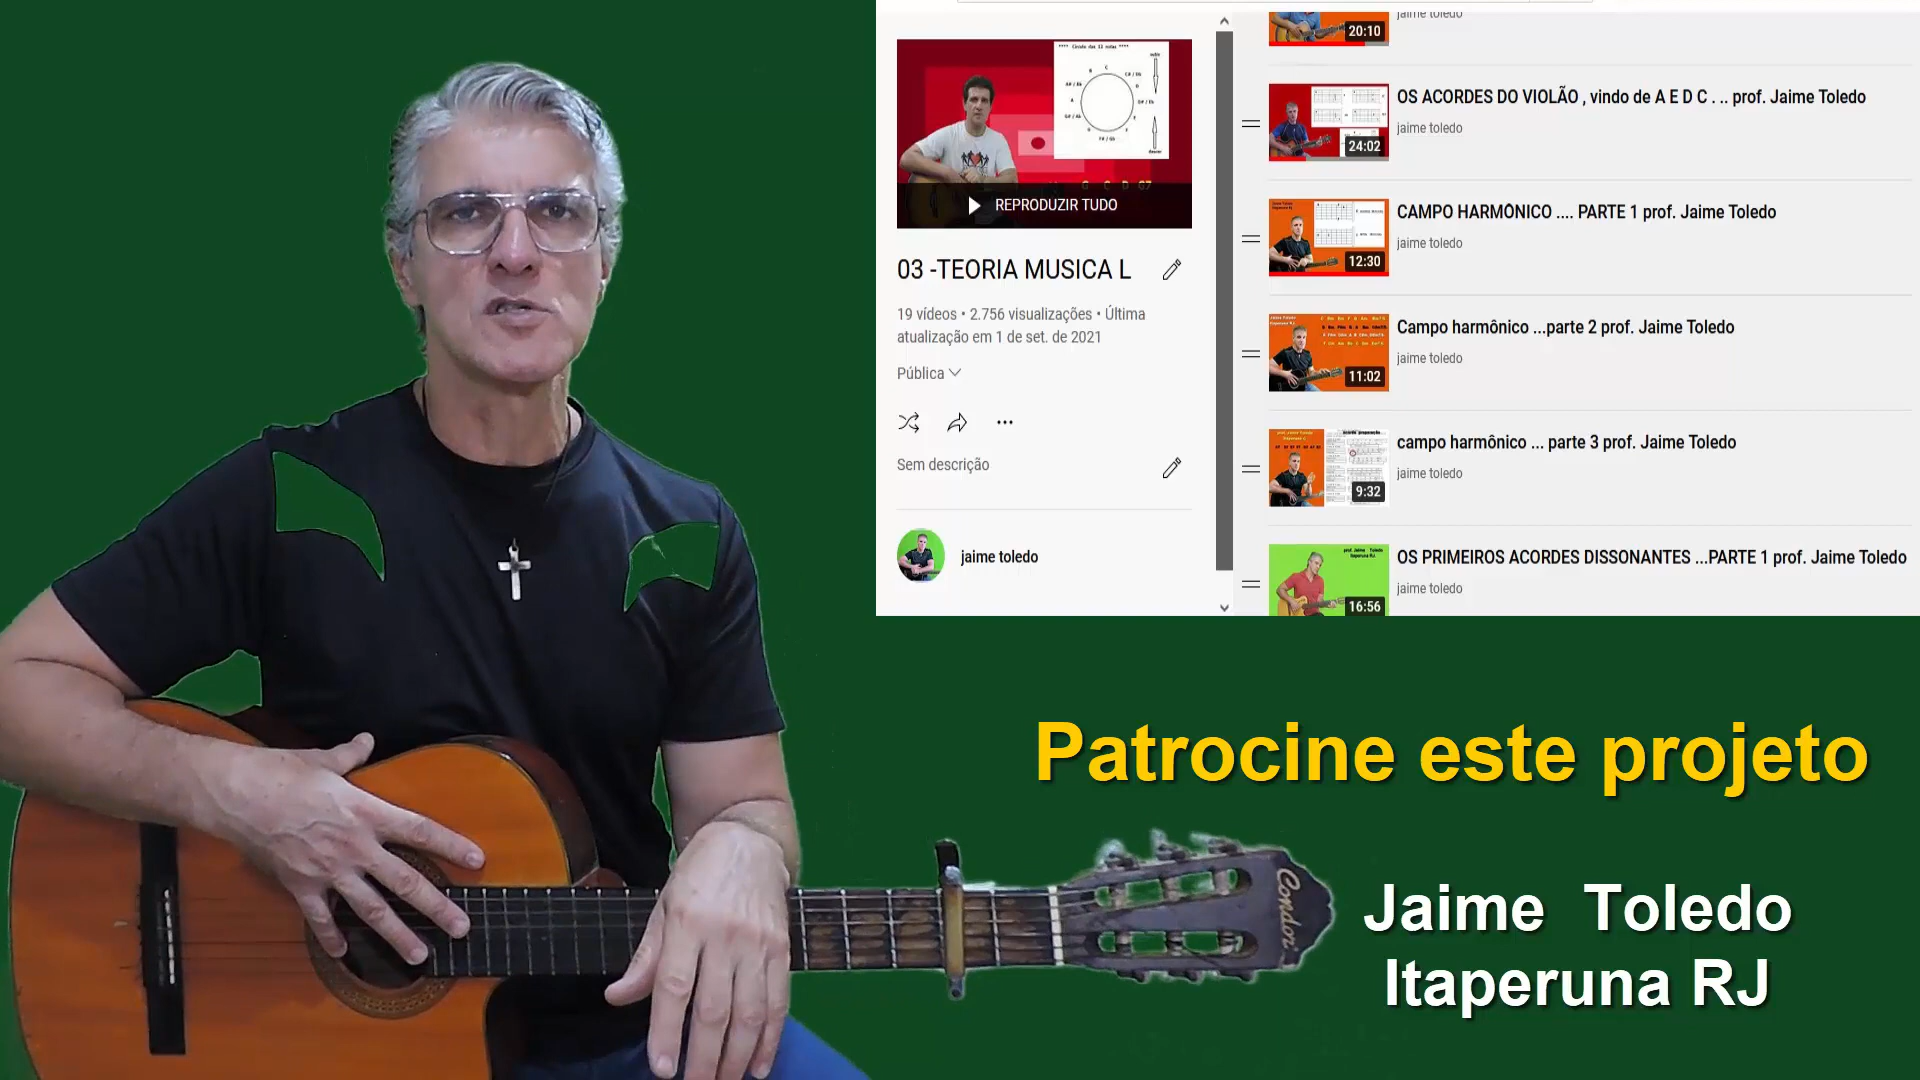 REPRODUZIR TUDO
03 -TEORIA MUSICA L
19 vídeos • 2.756 visualizações • Última
atualização em 1 de set. de 2021
Pública
Sem descrição
jaime toledo
jaime toledo
20:10
OS ACORDES DO VIOLÃO , vindo de A E D C . .. prof. Jaime Toledo
jaime toledo
24:02
CAMPO HARMÔNICO .... PARTE 1 prof. Jaime Toledo
jaime toledo
12:30
Campo harmônico ...parte 2 prof. Jaime Toledo
jaime toledo
11:02
campo harmônico ... parte 3 prof. Jaime Toledo
jaime toledo
9:32
OS PRIMEIROS ACORDES DISSONANTES ...PARTE 1 prof. Jaime Toledo
jaime toledo
16:56
Patrocine este projeto
Jaime Toledo
Itaperuna RJ
Condor